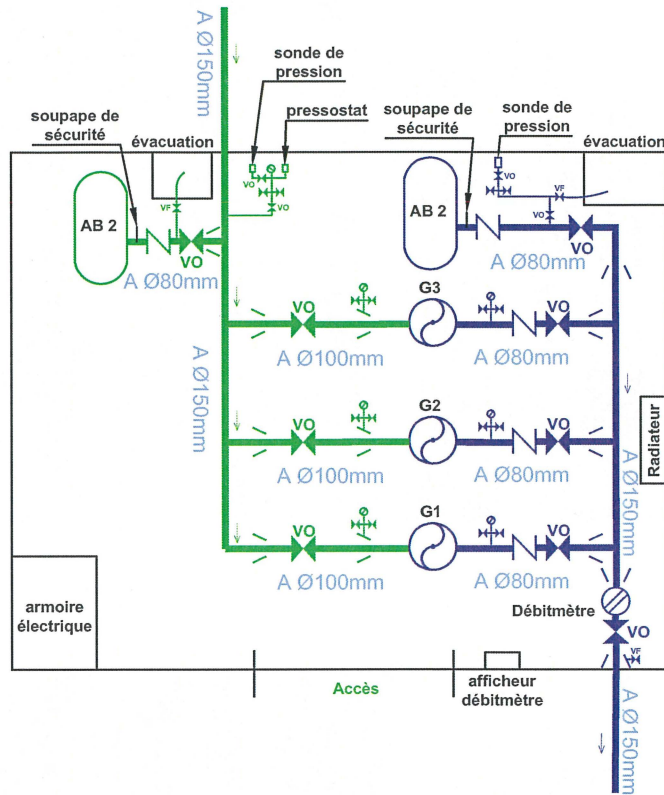 A Ø150mm
sonde de
pression
pressostat
soupape de
sécurité
évacuation
soupape de
sécurité
sonde de
pression
évacuation
VO
VO
VF
VO
VF
VO
AB 2
VO
A Ø80mm
AB 2
VO
A Ø80mm
A Ø150mm
VO
A Ø100mm
G3
VO
A Ø80mm
VO
A Ø100mm
G2
VO
A Ø80mm
Radiateur
A Ø150mm
VO
A Ø100mm
G1
VO
A Ø80mm
armoire
électrique
Débitmètre
VO
VF
Accès
afficheur
débitmètre
A Ø150mm